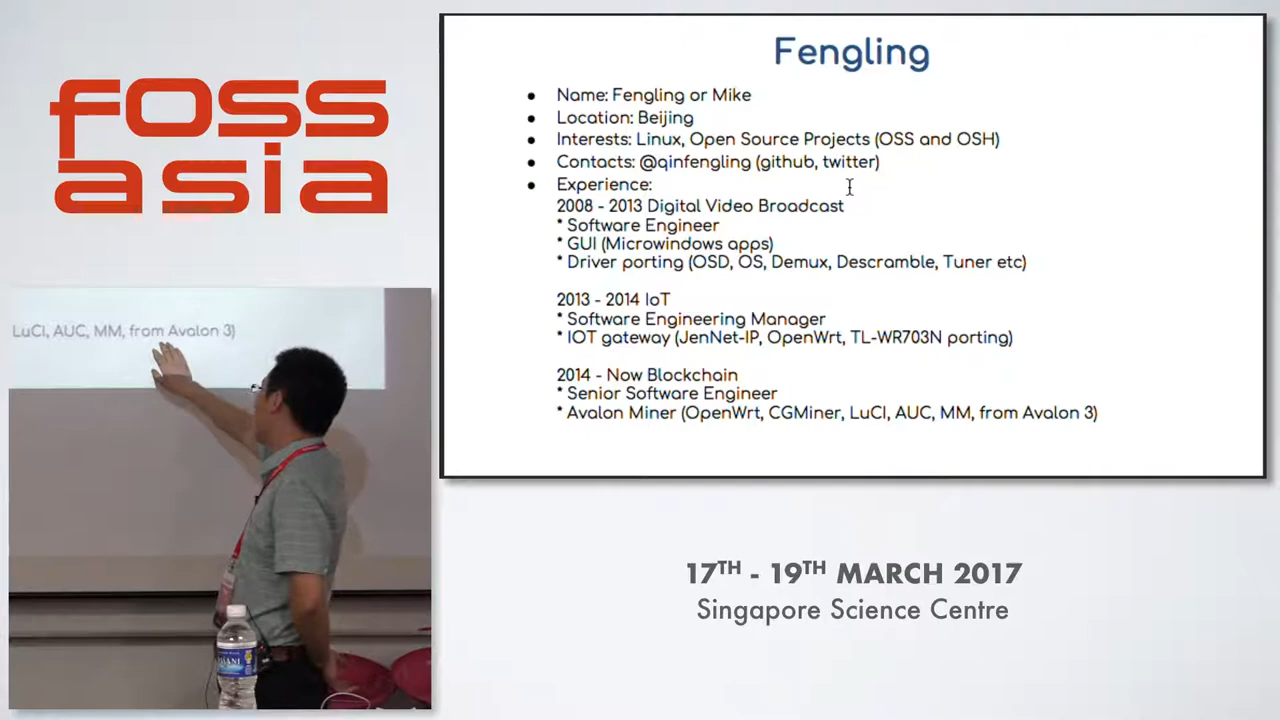 foss
asia
Fengling
● Name: Fengling or Mike
● Location: Beijing
● Interests: Linux, Open Source Projects (OSS and OSH)
● Contacts: @qinfengling (github, twitter)
● Experience:
2008 - 2013 Digital Video Broadcast
* Software Engineer
* GUI (Microwindows apps)
* Driver porting (OSD, OS, Demux, Descramble, Tuner etc)
2013 - 2014 IoT
* Software Engineering Manager
* IOT gateway (JenNet-IP, OpenWrt, TL-WR703N porting)
2014 - Now Blockchain
* Senior Software Engineer
* Avalon Miner (OpenWrt, CGMiner, LuCI, AUC, MM, from Avalon 3)
LuCI, AUC, MM, from Avalon 3)
17TH - 19TH MARCH 2017
Singapore Science Centre